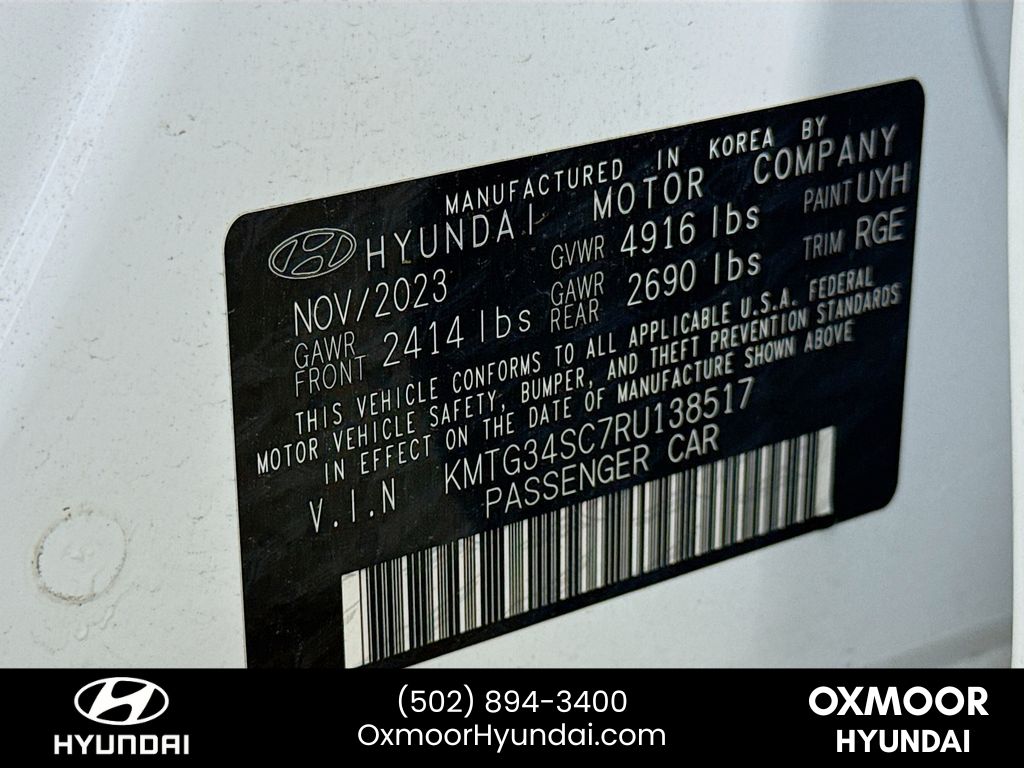 MANUFACTURED IN KOREA BY
HYUNDAI MOTOR COMPANY
NOV/2023 GVWR 4916 lbs PAINT UYH
GAWR FRONT 2414 lbs GAWR REAR 2690 lbs TRIM RGE
THIS VEHICLE CONFORMS TO ALL APPLICABLE U.S.A. FEDERAL
MOTOR VEHICLE SAFETY, BUMPER, AND THEFT PREVENTION STANDARDS
IN EFFECT ON THE DATE OF MANUFACTURE SHOWN ABOVE
V.I.N KMTG34SC7RU138517
PASSENGER CAR
HYUNDAI
(502) 894-3400
OxmoorHyundai.com
OXMOOR
HYUNDAI